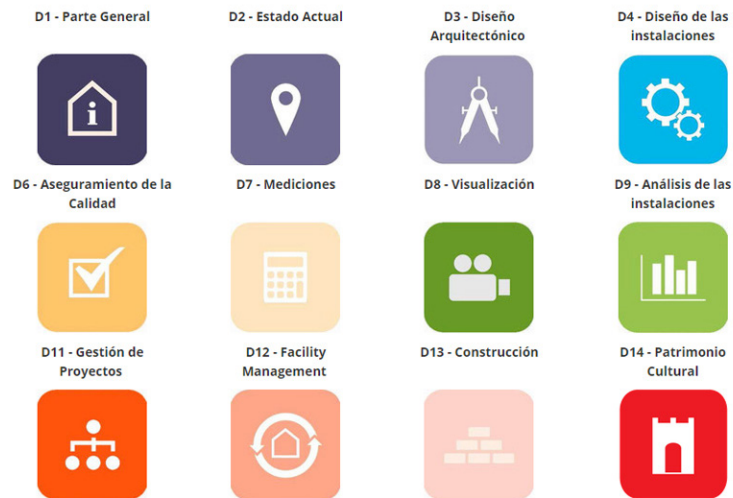 D1 - Parte General
D2 - Estado Actual
D3 - Diseño
Arquitectónico
D4 - Diseño de las
instalaciones
i
D6 - Aseguramiento de la
Calidad
D7 - Mediciones
D8 - Visualización
D9 - Análisis de las
instalaciones
D11 - Gestión de
Proyectos
D12 - Facility
Management
D13 - Construcción
D14 - Patrimonio
Cultural